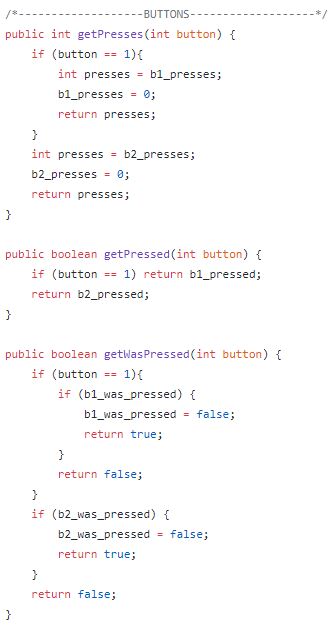 /*-------------------BUTTONS-------------------*/
public int getPresses(int button) {
    if (button == 1){
        int presses = b1_presses;
        b1_presses = 0;
        return presses;
    }
    int presses = b2_presses;
    b2_presses = 0;
    return presses;
}

public boolean getPressed(int button) {
    if (button == 1) return b1_pressed;
    return b2_pressed;
}

public boolean getWasPressed(int button) {
    if (button == 1){
        if (b1_was_pressed) {
            b1_was_pressed = false;
            return true;
        }
        return false;
    }
    if (b2_was_pressed) {
        b2_was_pressed = false;
        return true;
    }
    return false;
}